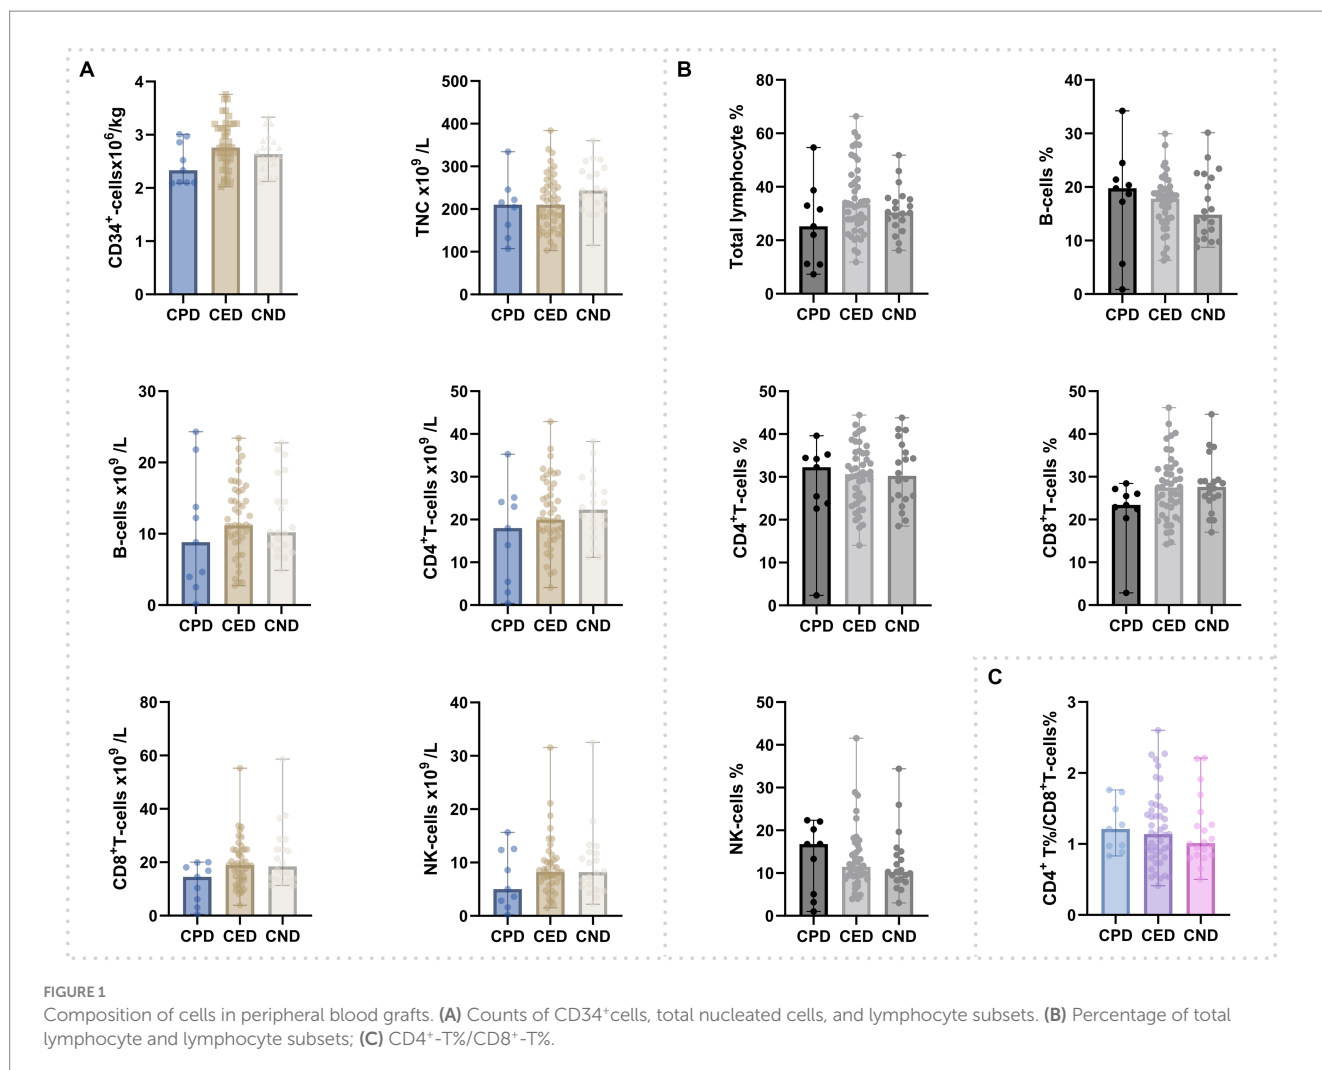 A
CD34⁺-cellsx10⁶/kg
4
3
2
1
0
CPD CED CND
TNC x10⁹ /L
500
400
300
200
100
0
CPD CED CND
B
Total lymphocyte %
80
60
40
20
0
CPD CED CND
B-cells %
40
30
20
10
0
CPD CED CND
B-cells x10⁹ /L
30
20
10
0
CPD CED CND
CD4⁺T-cells x10⁹ /L
50
40
30
20
10
0
CPD CED CND
CD4⁺T-cells %
50
40
30
20
10
0
CPD CED CND
CD8⁺T-cells %
50
40
30
20
10
0
CPD CED CND
CD8⁺T-cells x10⁹ /L
80
60
40
20
0
CPD CED CND
NK-cells x10⁹ /L
40
30
20
10
0
CPD CED CND
NK-cells %
50
40
30
20
10
0
CPD CED CND
C
CD4⁺ T%/CD8⁺T-cells%
3
2
1
0
CPD CED CND
FIGURE 1
Composition of cells in peripheral blood grafts. (A) Counts of CD34⁺cells, total nucleated cells, and lymphocyte subsets. (B) Percentage of total
lymphocyte and lymphocyte subsets; (C) CD4⁺-T%/CD8⁺-T%.